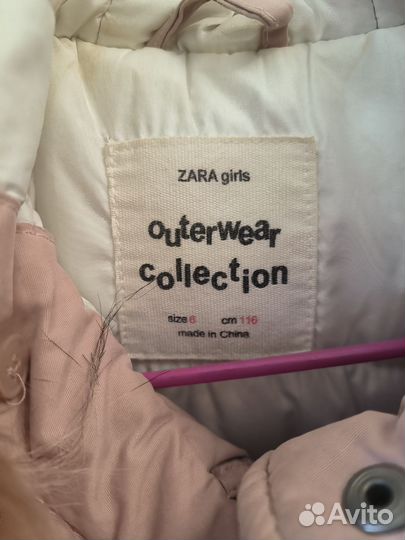 ZARA girls
outerwear
collection
size 6 cm 116
made in China
Avito